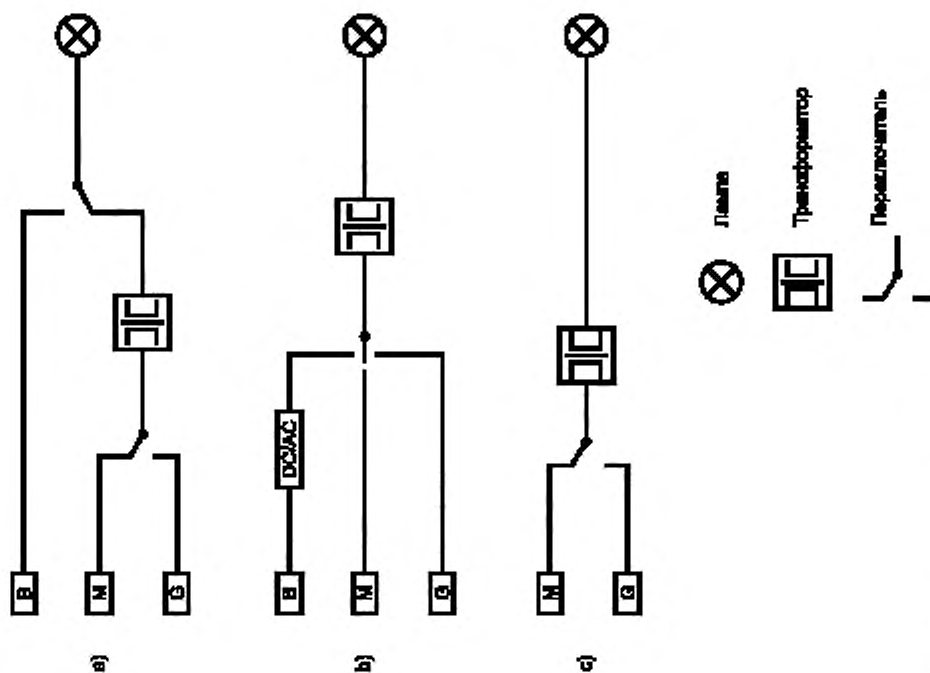 a)
B
M
G
b)
B
DC/AC
M
G
c)
M
G
Лампа
Трансформатор
Переключатель